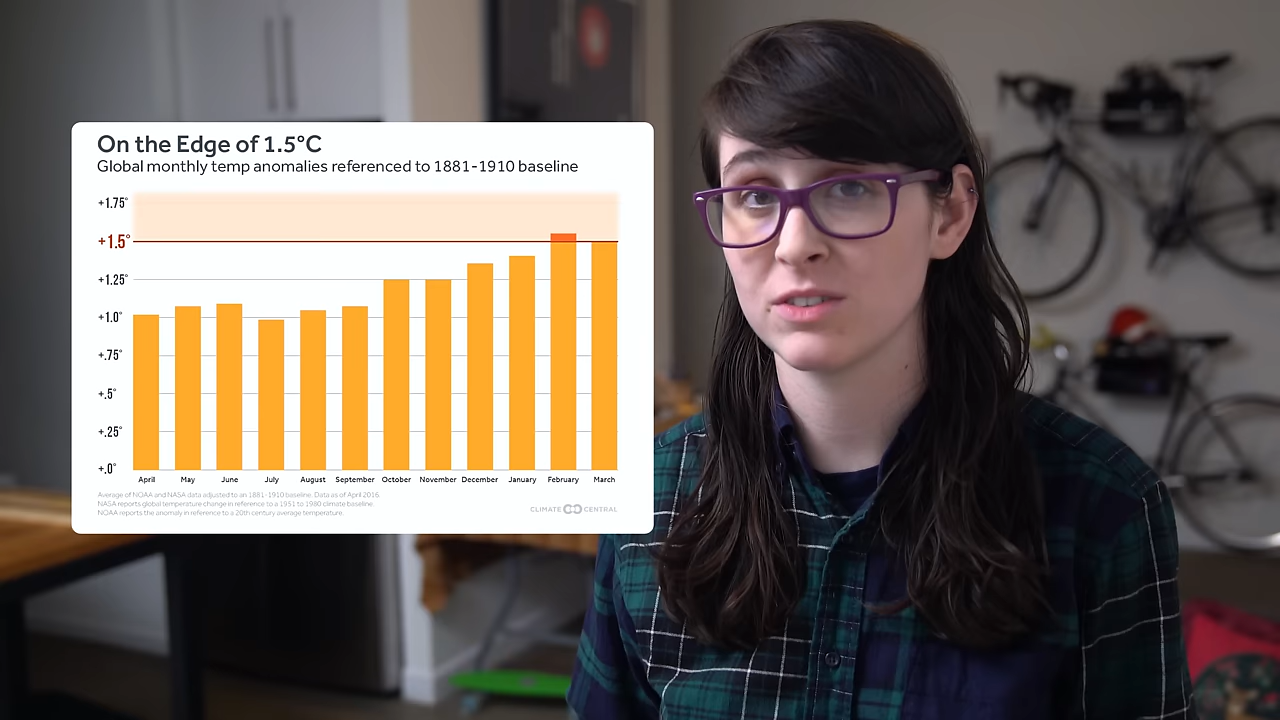 On the Edge of 1.5°C
Global monthly temp anomalies referenced to 1881-1910 baseline
+1.75°
+1.5°
+1.25°
+1.0°
+.75°
+.5°
+.25°
+.0°
April May June July August September October November December January February March
Average of NOAA and NASA data adjusted to an 1881-1910 baseline. Data as of April 2016.
NASA reports global temperature change in reference to a 1951 to 1980 climate baseline.
NOAA reports the anomaly in reference to a 20th century average temperature.
CLIMATE CENTRAL